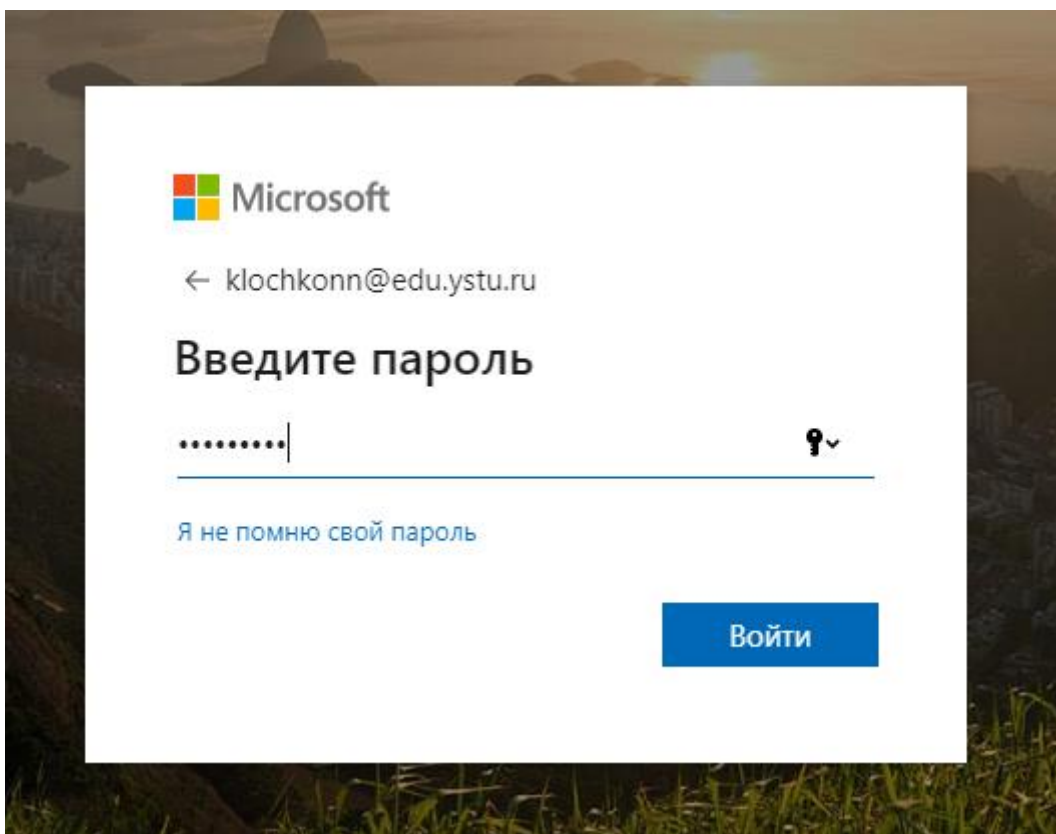 Microsoft
← klochkonn@edu.ystu.ru
Введите пароль
•••••••••
Я не помню свой пароль
Войти